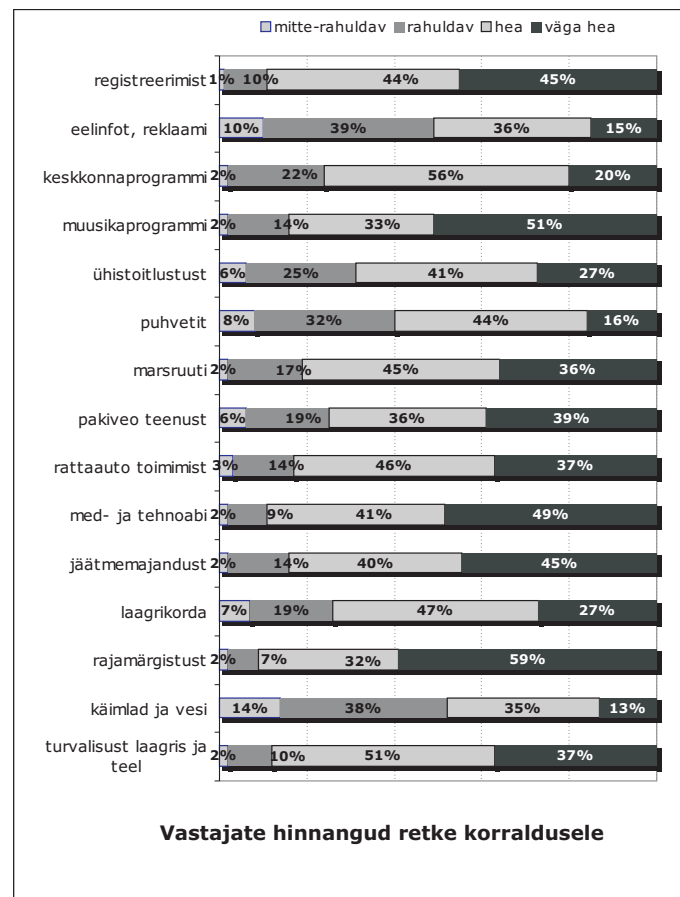 mitte-rahuldav rahuldav hea väga hea
registreerimist 1% 10% 44% 45%
eelinfot, reklaami 10% 39% 36% 15%
keskkonnaprogrammi 2% 22% 56% 20%
muusikaprogrammi 2% 14% 33% 51%
ühistoitlustust 6% 25% 41% 27%
puhvetit 8% 32% 44% 16%
marsruuti 2% 17% 45% 36%
pakiveo teenust 6% 19% 36% 39%
rattaauto toimimist 3% 14% 46% 37%
med- ja tehnoabi 2% 9% 41% 49%
jäätmemajandust 2% 14% 40% 45%
laagrikorda 7% 19% 47% 27%
rajamärgistust 2% 7% 32% 59%
käimlad ja vesi 14% 38% 35% 13%
turvalisust laagris ja
teel 2% 10% 51% 37%
Vastajate hinnangud retke korraldusele